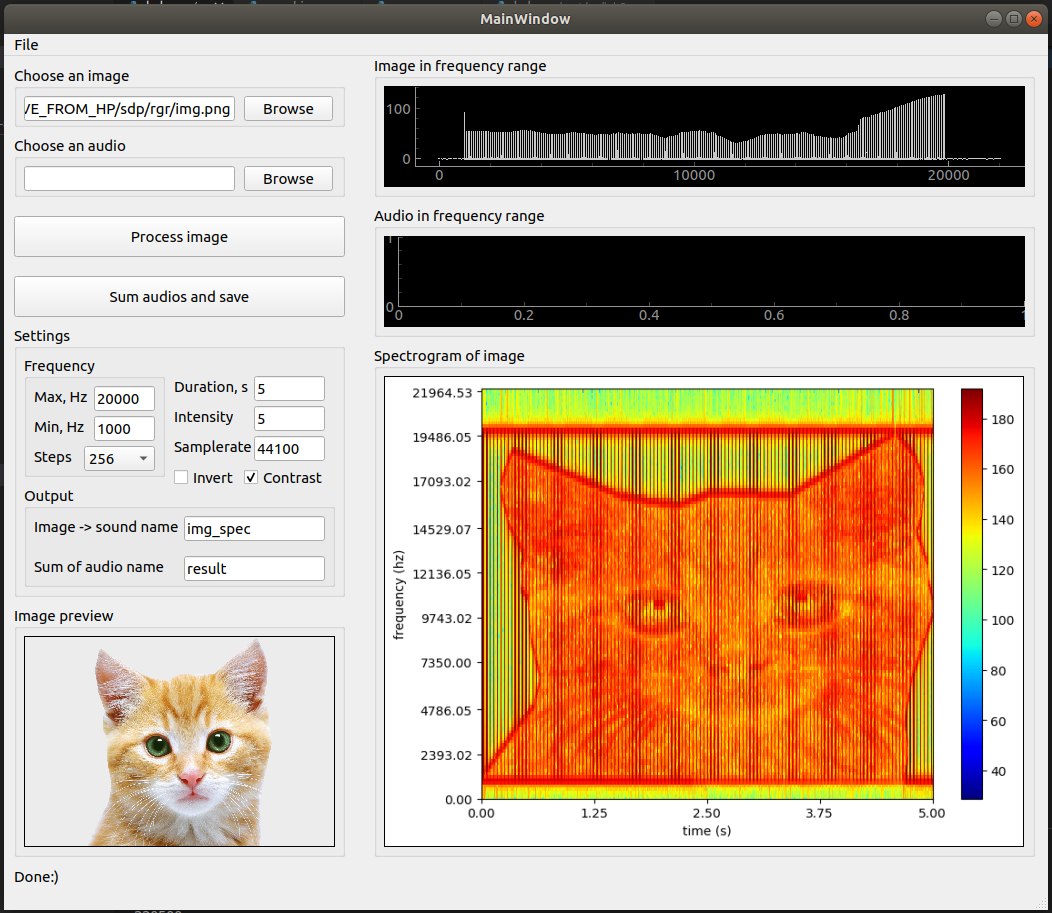 MainWindow
File
Choose an image
/E_FROM_HP/sdp/rgr/img.png Browse
Choose an audio
Browse
Process image
Sum audios and save
Settings
Frequency
Max, Hz 20000
Min, Hz 1000
Steps 256
Duration, s 5
Intensity 5
Samplerate 44100
Invert Contrast
Output
Image -> sound name img_spec
Sum of audio name result
Image preview
Done:)
Image in frequency range
100
0
0 10000 20000
Audio in frequency range
1
0
0 0.2 0.4 0.6 0.8 1
Spectrogram of image
21964.53
19486.05
17093.02
14529.07
12136.05
9743.02
7350.00
4786.05
2393.02
0.00
frequency (hz)
0.00 1.25 2.50 3.75 5.00
time (s)
180
160
140
120
100
80
60
40